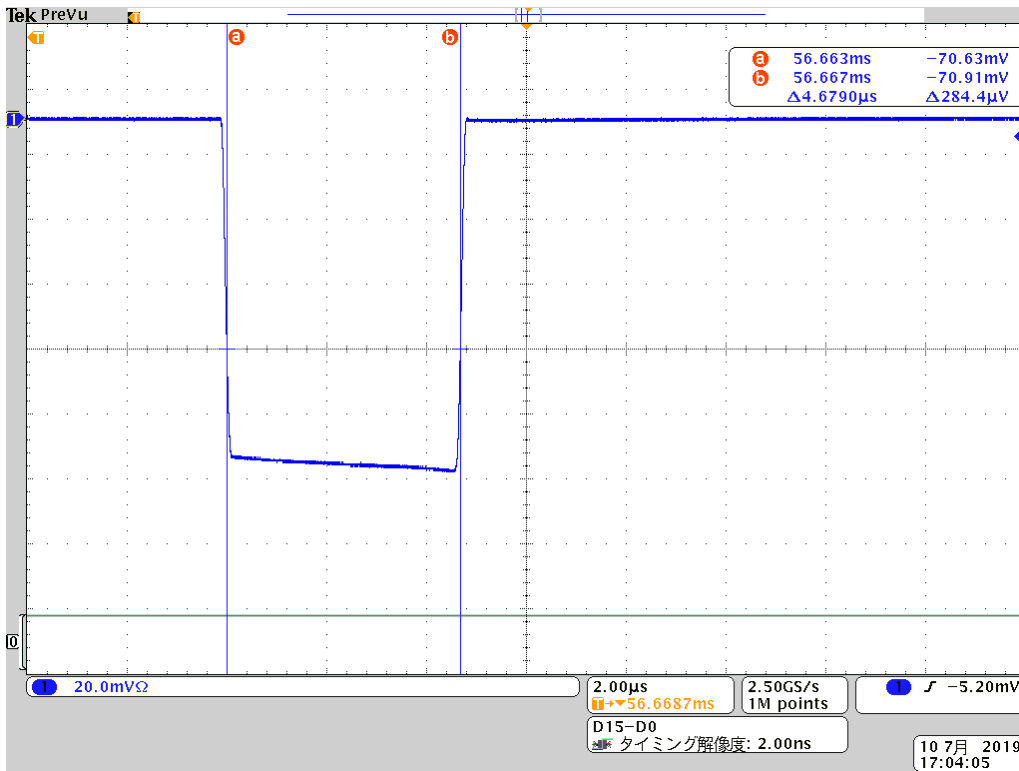 Tek PreVu
T
a
b
a 56.663ms −70.63mV
b 56.667ms −70.91mV
Δ4.6790µs Δ284.4µV
1
0
1 20.0mVΩ
2.00µs
T→▼56.6687ms
2.50GS/s
1M points
1 ƒ −5.20mV
D15-D0
タイミング解像度: 2.00ns
10 7月 2019
17:04:05